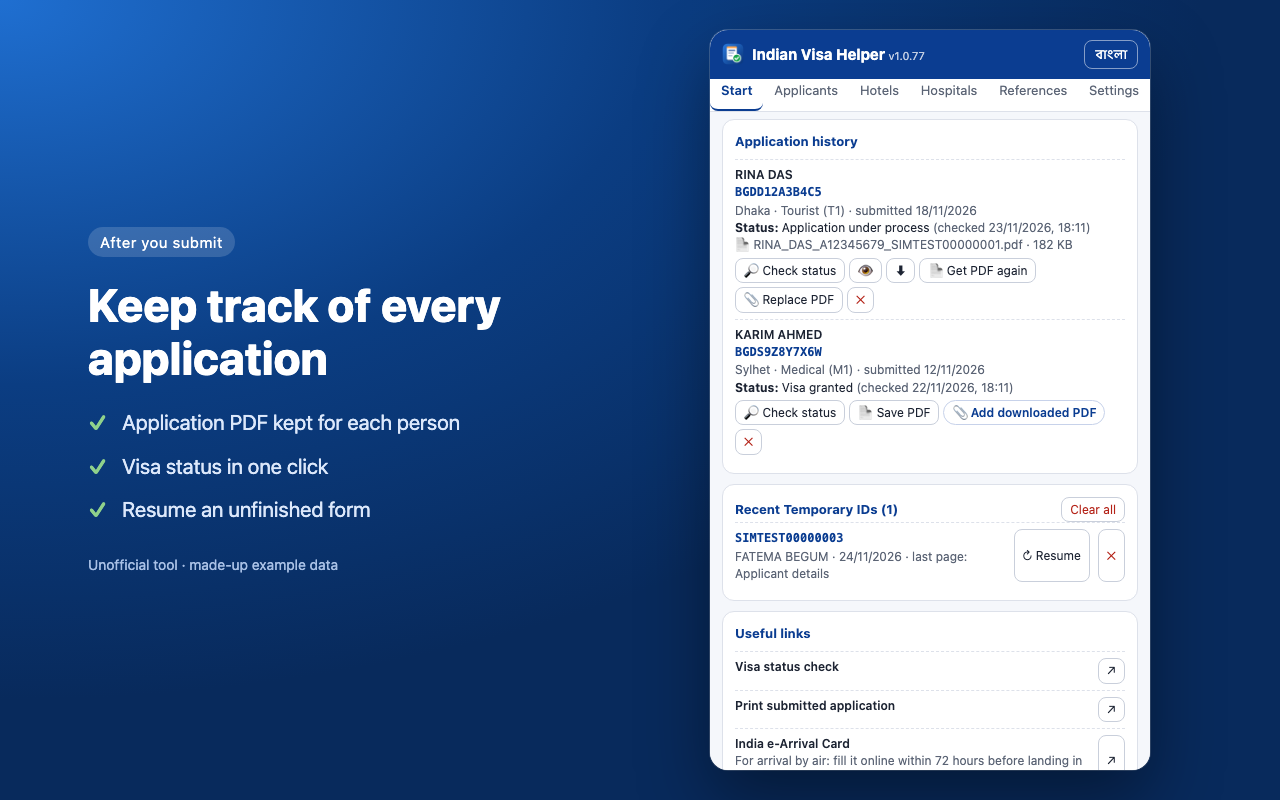 After you submit
Keep track of every
application
Application PDF kept for each person
Visa status in one click
Resume an unfinished form
Unofficial tool · made-up example data
Indian Visa Helper v1.0.77
বাংলা
Start Applicants Hotels Hospitals References Settings
Application history
RINA DAS
BGDD12A3B4C5
Dhaka · Tourist (T1) · submitted 18/11/2026
Status: Application under process (checked 23/11/2026, 18:11)
RINA_DAS_A12345679_SIMTEST00000001.pdf · 182 KB
Check status Get PDF again
Replace PDF
KARIM AHMED
BGDS9Z8Y7X6W
Sylhet · Medical (M1) · submitted 12/11/2026
Status: Visa granted (checked 22/11/2026, 18:11)
Check status Save PDF Add downloaded PDF
Recent Temporary IDs (1) Clear all
SIMTEST00000003
FATEMA BEGUM · 24/11/2026 · last page:
Applicant details
Resume
Useful links
Visa status check
Print submitted application
India e-Arrival Card
For arrival by air: fill it online within 72 hours before landing in